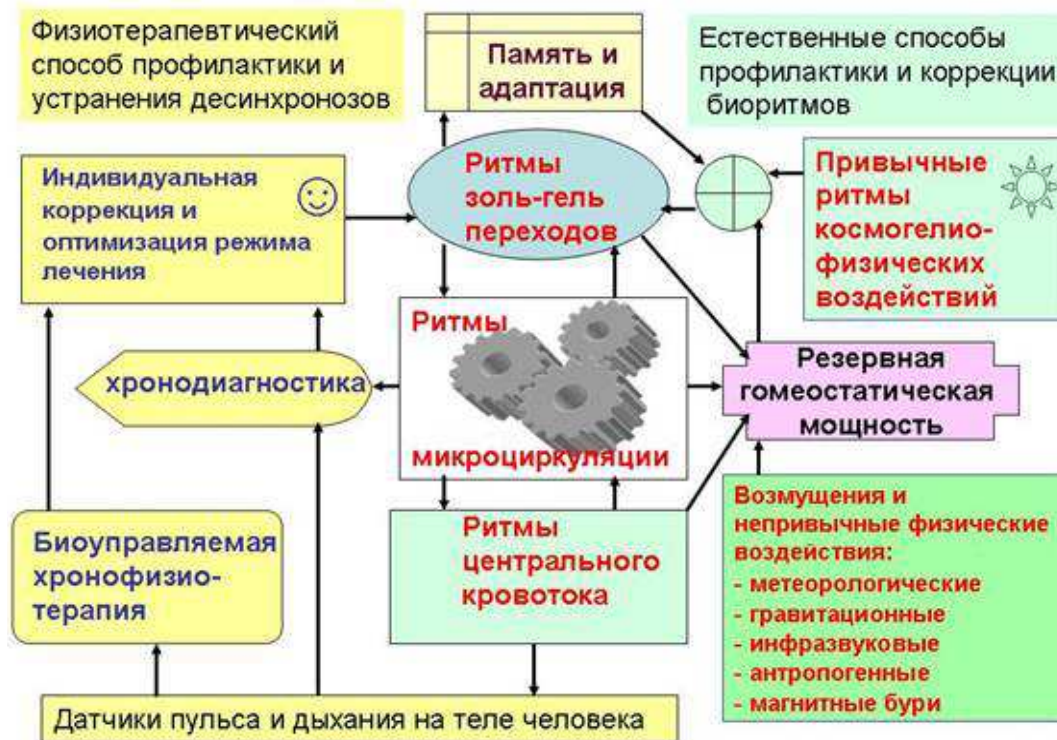 Физиотерапевтический
способ профилактики и
устранения десинхронозов
Память и
адаптация
Естественные способы
профилактики и коррекции
биоритмов
Индивидуальная
коррекция и
оптимизация режима
лечения
Ритмы
золь-гель
переходов
Привычные
ритмы
космогелио-
физических
воздействий
хронодиагностика
Ритмы
микроциркуляции
Резервная
гомеостатическая
мощность
Биоуправляемая
хронофизио-
терапия
Ритмы
центрального
кровотока
Возмущения и
непривычные физические
воздействия:
- метеорологические
- гравитационные
- инфразвуковые
- антропогенные
- магнитные бури
Датчики пульса и дыхания на теле человека